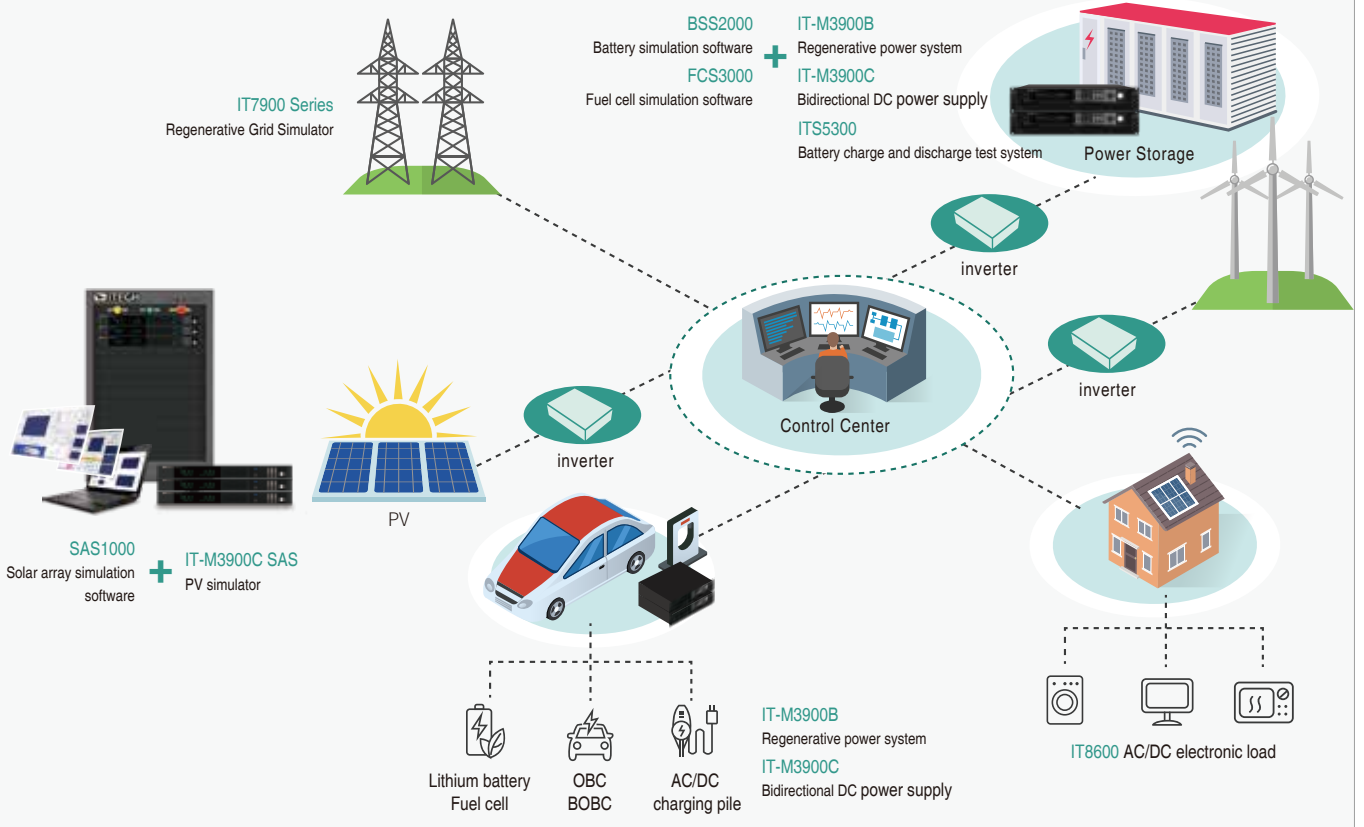 BSS2000
Battery simulation software
FCS3000
Fuel cell simulation software
+
IT-M3900B
Regenerative power system
IT-M3900C
Bidirectional DC power supply
ITS5300
Battery charge and discharge test system
Power Storage
IT7900 Series
Regenerative Grid Simulator
inverter
inverter
Control Center
ITECH
inverter
PV
SAS1000
Solar array simulation
software
+
IT-M3900C SAS
PV simulator
Lithium battery
Fuel cell
OBC
BOBC
AC/DC
charging pile
IT-M3900B
Regenerative power system
IT-M3900C
Bidirectional DC power supply
IT8600 AC/DC electronic load